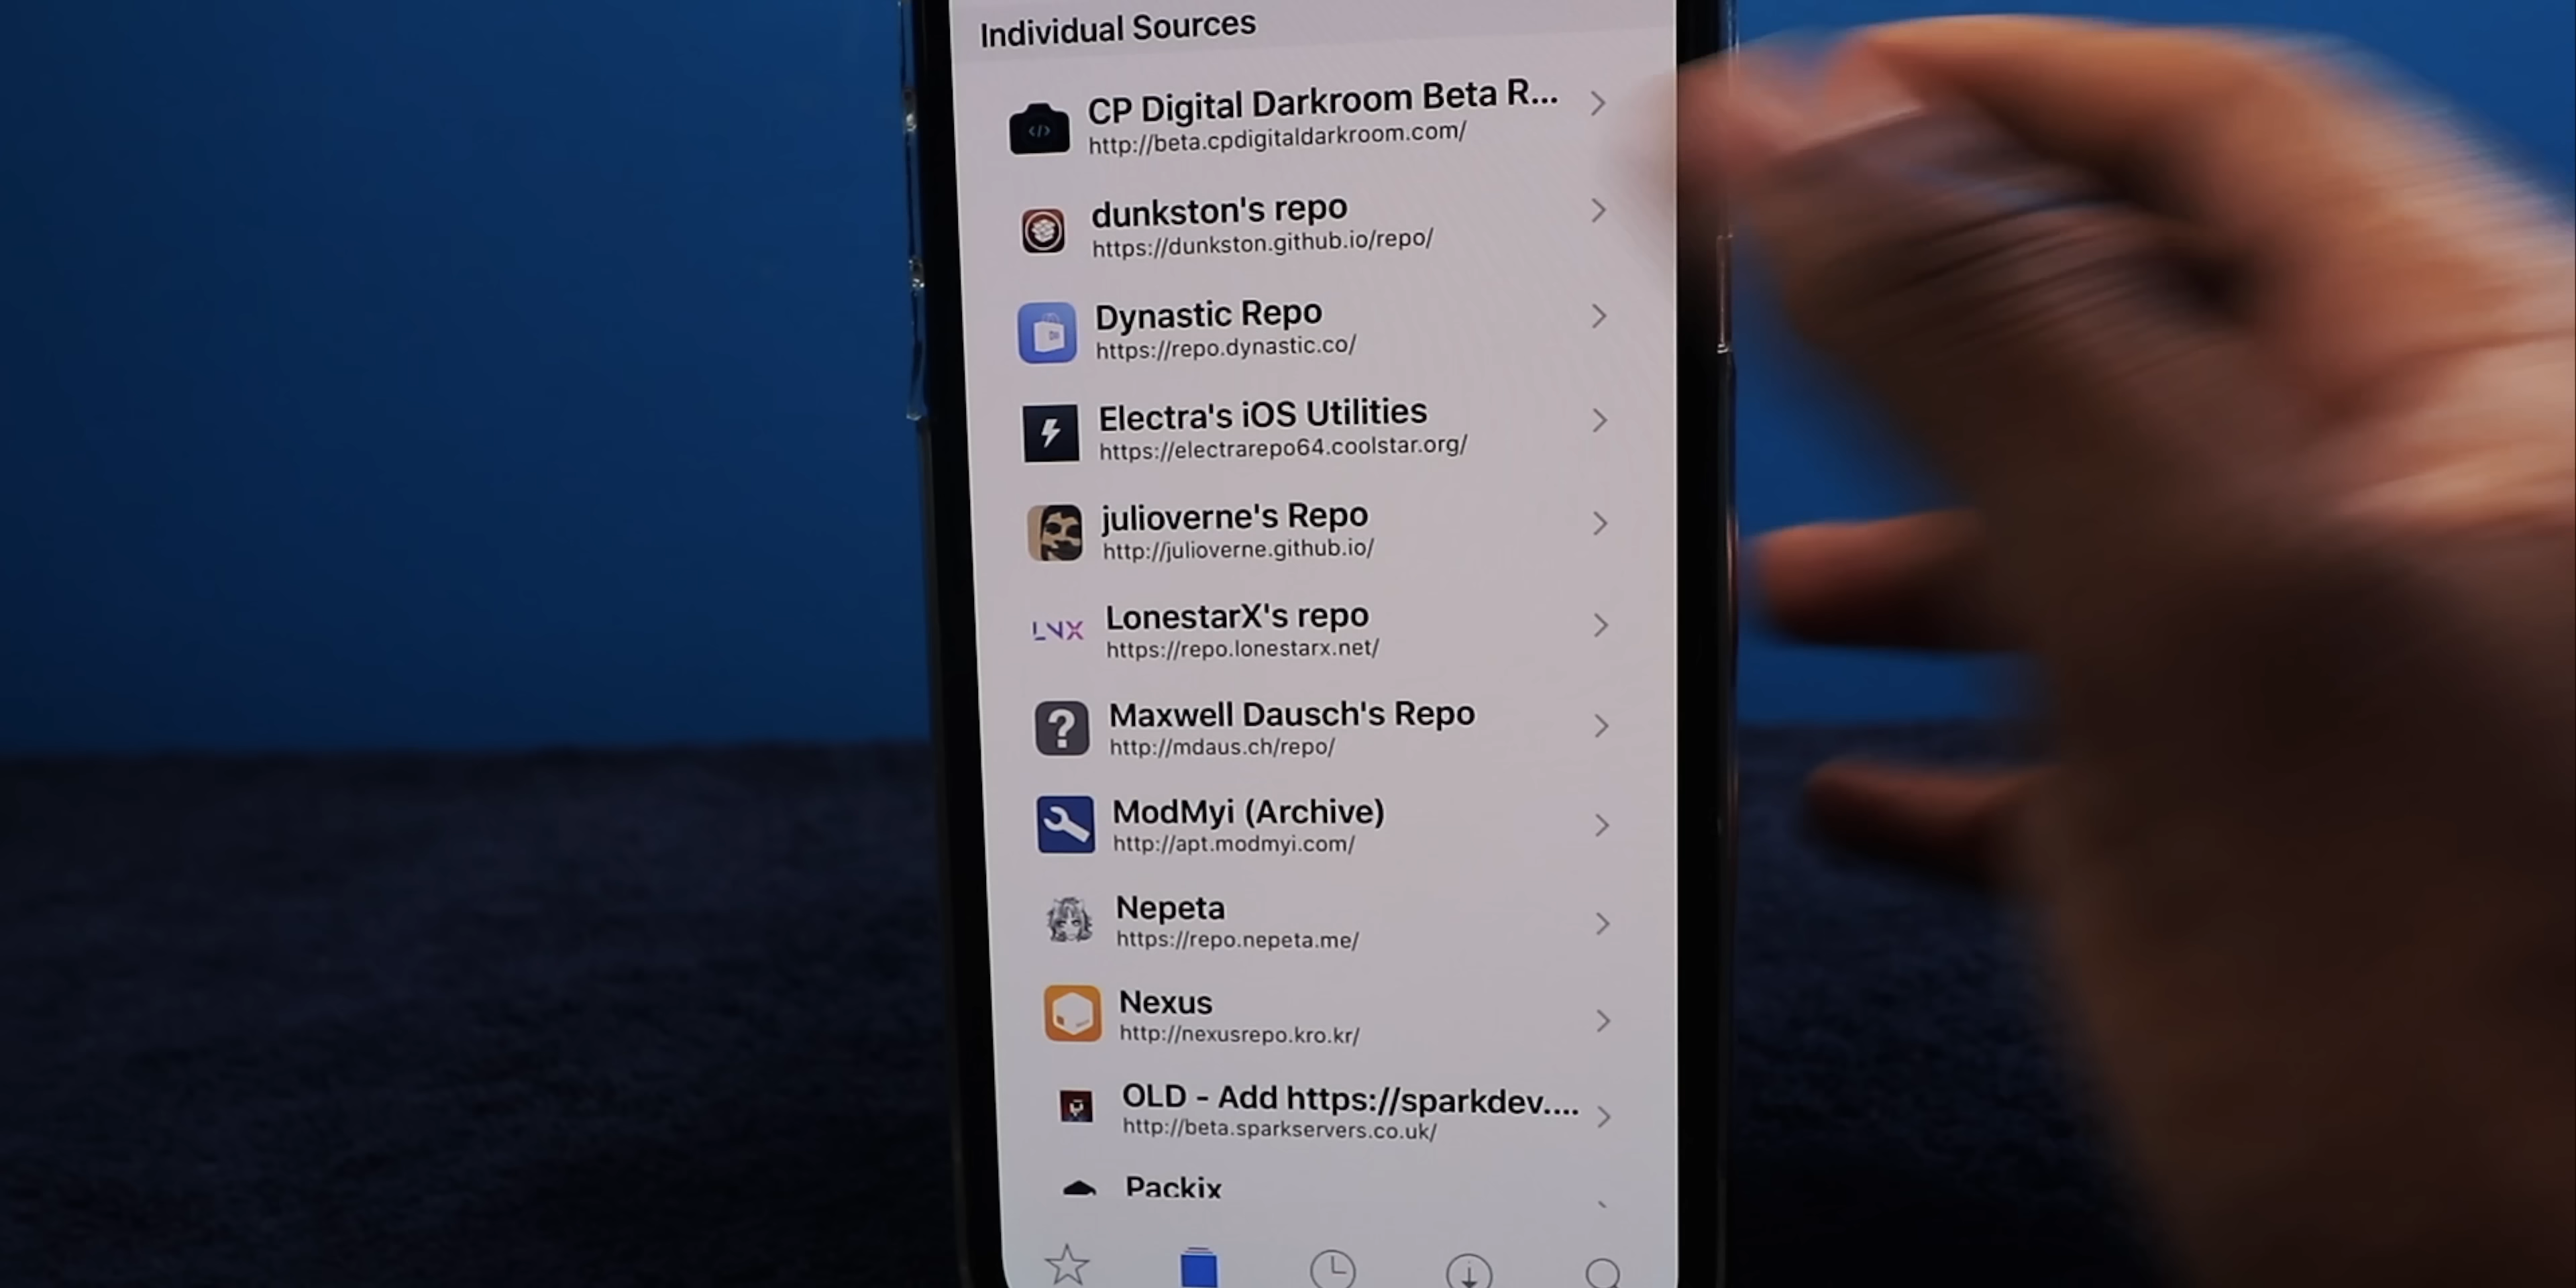 Individual Sources
CP Digital Darkroom Beta R...
http://beta.cpdigitaldarkroom.com/
dunkston's repo
https://dunkston.github.io/repo/
Dynastic Repo
https://repo.dynastic.co/
Electra's iOS Utilities
https://electrarepo64.coolstar.org/
julioverne's Repo
http://julioverne.github.io/
LNX
LonestarX's repo
https://repo.lonestarx.net/
Maxwell Dausch's Repo
http://mdaus.ch/repo/
ModMyi (Archive)
http://apt.modmyi.com/
Nepeta
https://repo.nepeta.me/
Nexus
http://nexusrepo.kro.kr/
OLD - Add https://sparkdev....
http://beta.sparkservers.co.uk/
Packix